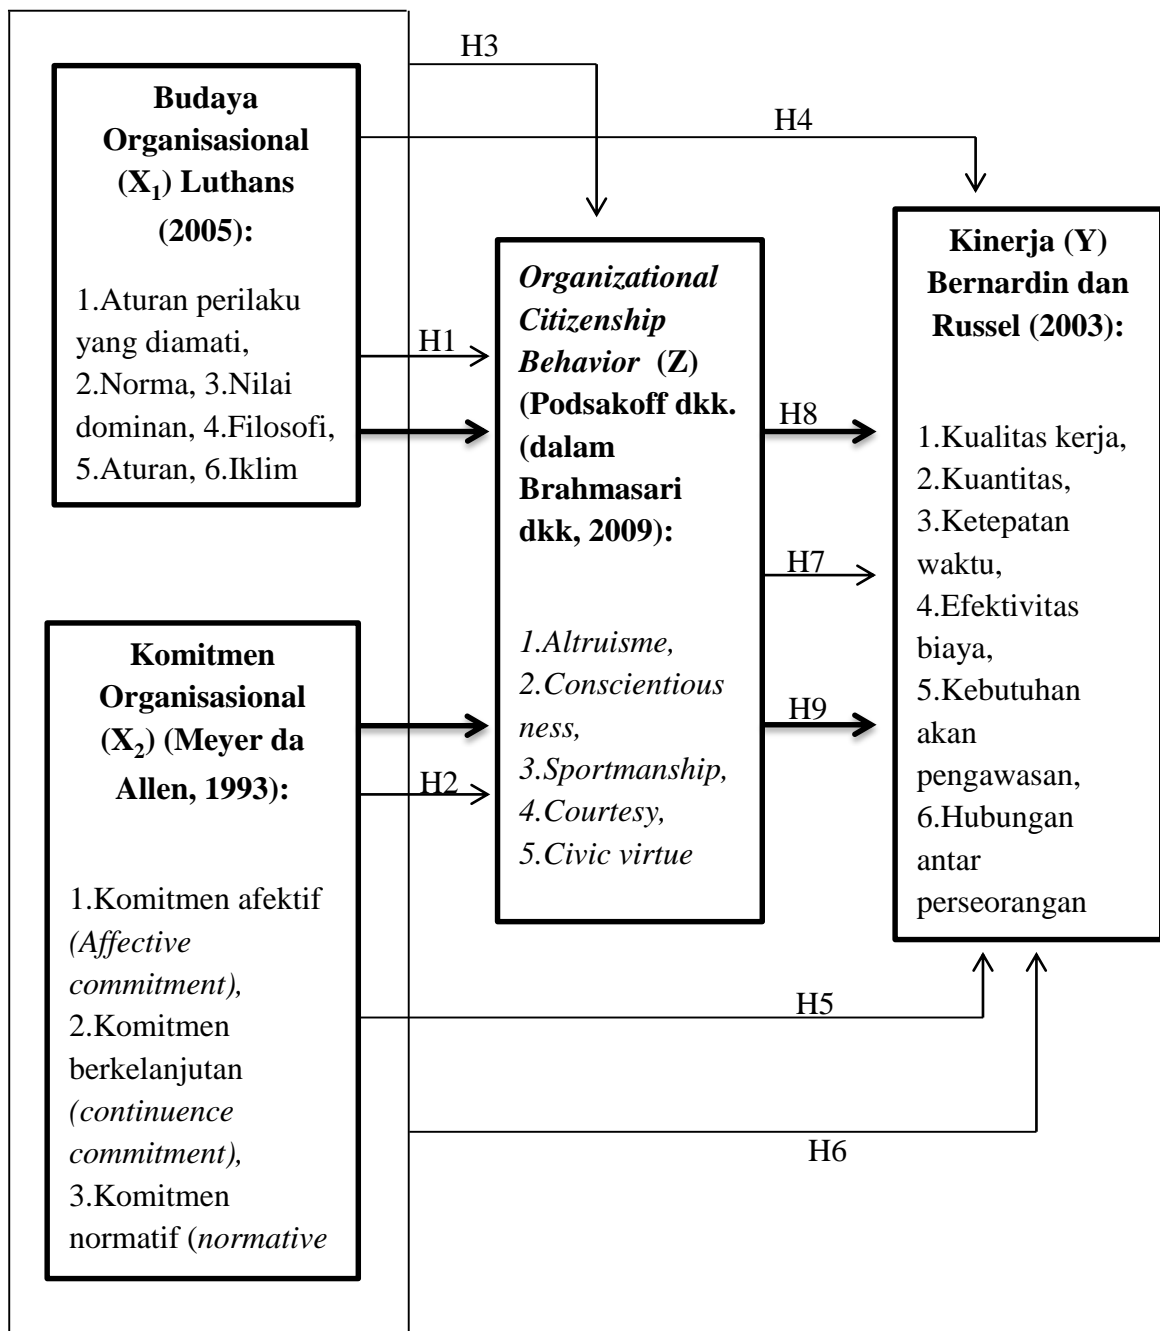 H3
Budaya
Organisasional
(X1) Luthans
(2005):
1.Aturan perilaku
yang diamati,
2.Norma, 3.Nilai
dominan, 4.Filosofi,
5.Aturan, 6.Iklim
H4
H1
Organizational
Citizenship
Behavior (Z)
(Podsakoff dkk.
(dalam
Brahmasari
dkk, 2009):
1.Altruisme,
2.Conscientious
ness,
3.Sportmanship,
4.Courtesy,
5.Civic virtue
Kinerja (Y)
Bernardin dan
Russel (2003):
1.Kualitas kerja,
2.Kuantitas,
3.Ketepatan
waktu,
4.Efektivitas
biaya,
5.Kebutuhan
akan
pengawasan,
6.Hubungan
antar
perseorangan
H8
H7
H9
Komitmen
Organisasional
(X2) (Meyer da
Allen, 1993):
1.Komitmen afektif
(Affective
commitment),
2.Komitmen
berkelanjutan
(continuence
commitment),
3.Komitmen
normatif (normative
H2
H5
H6